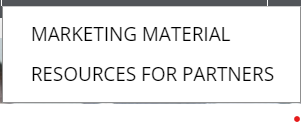 MARKETING MATERIAL
RESOURCES FOR PARTNERS